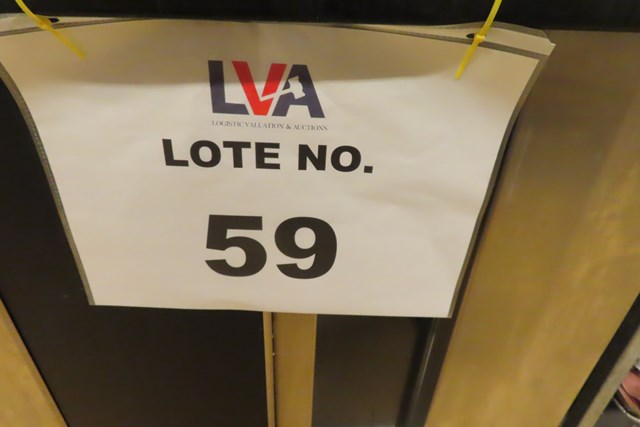 LVA
LOGISTIC VALUATION & AUCTIONS
LOTE NO.
59